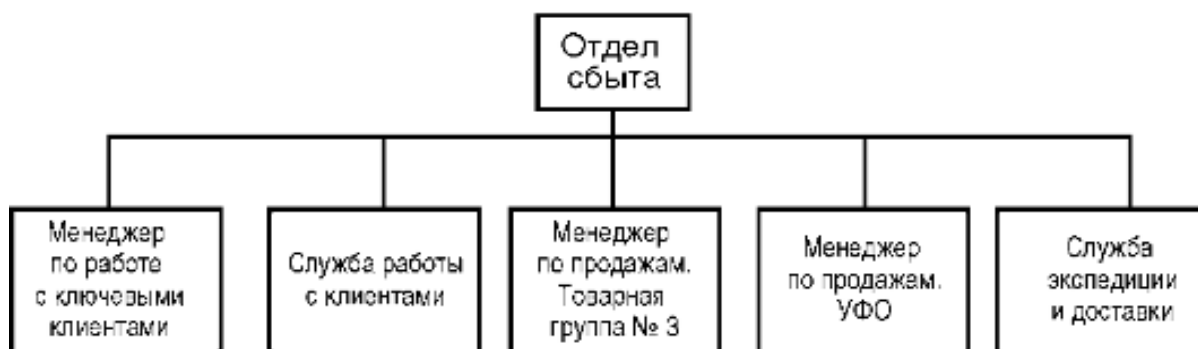 Отдел
сбыта
Менеджер
по работе
с ключевыми
клиентами
Служба работы
с клиентами
Менеджер
по продажам.
Товарная
группа № 3
Менеджер
по продажам.
УФО
Служба
экспедиции
и доставки